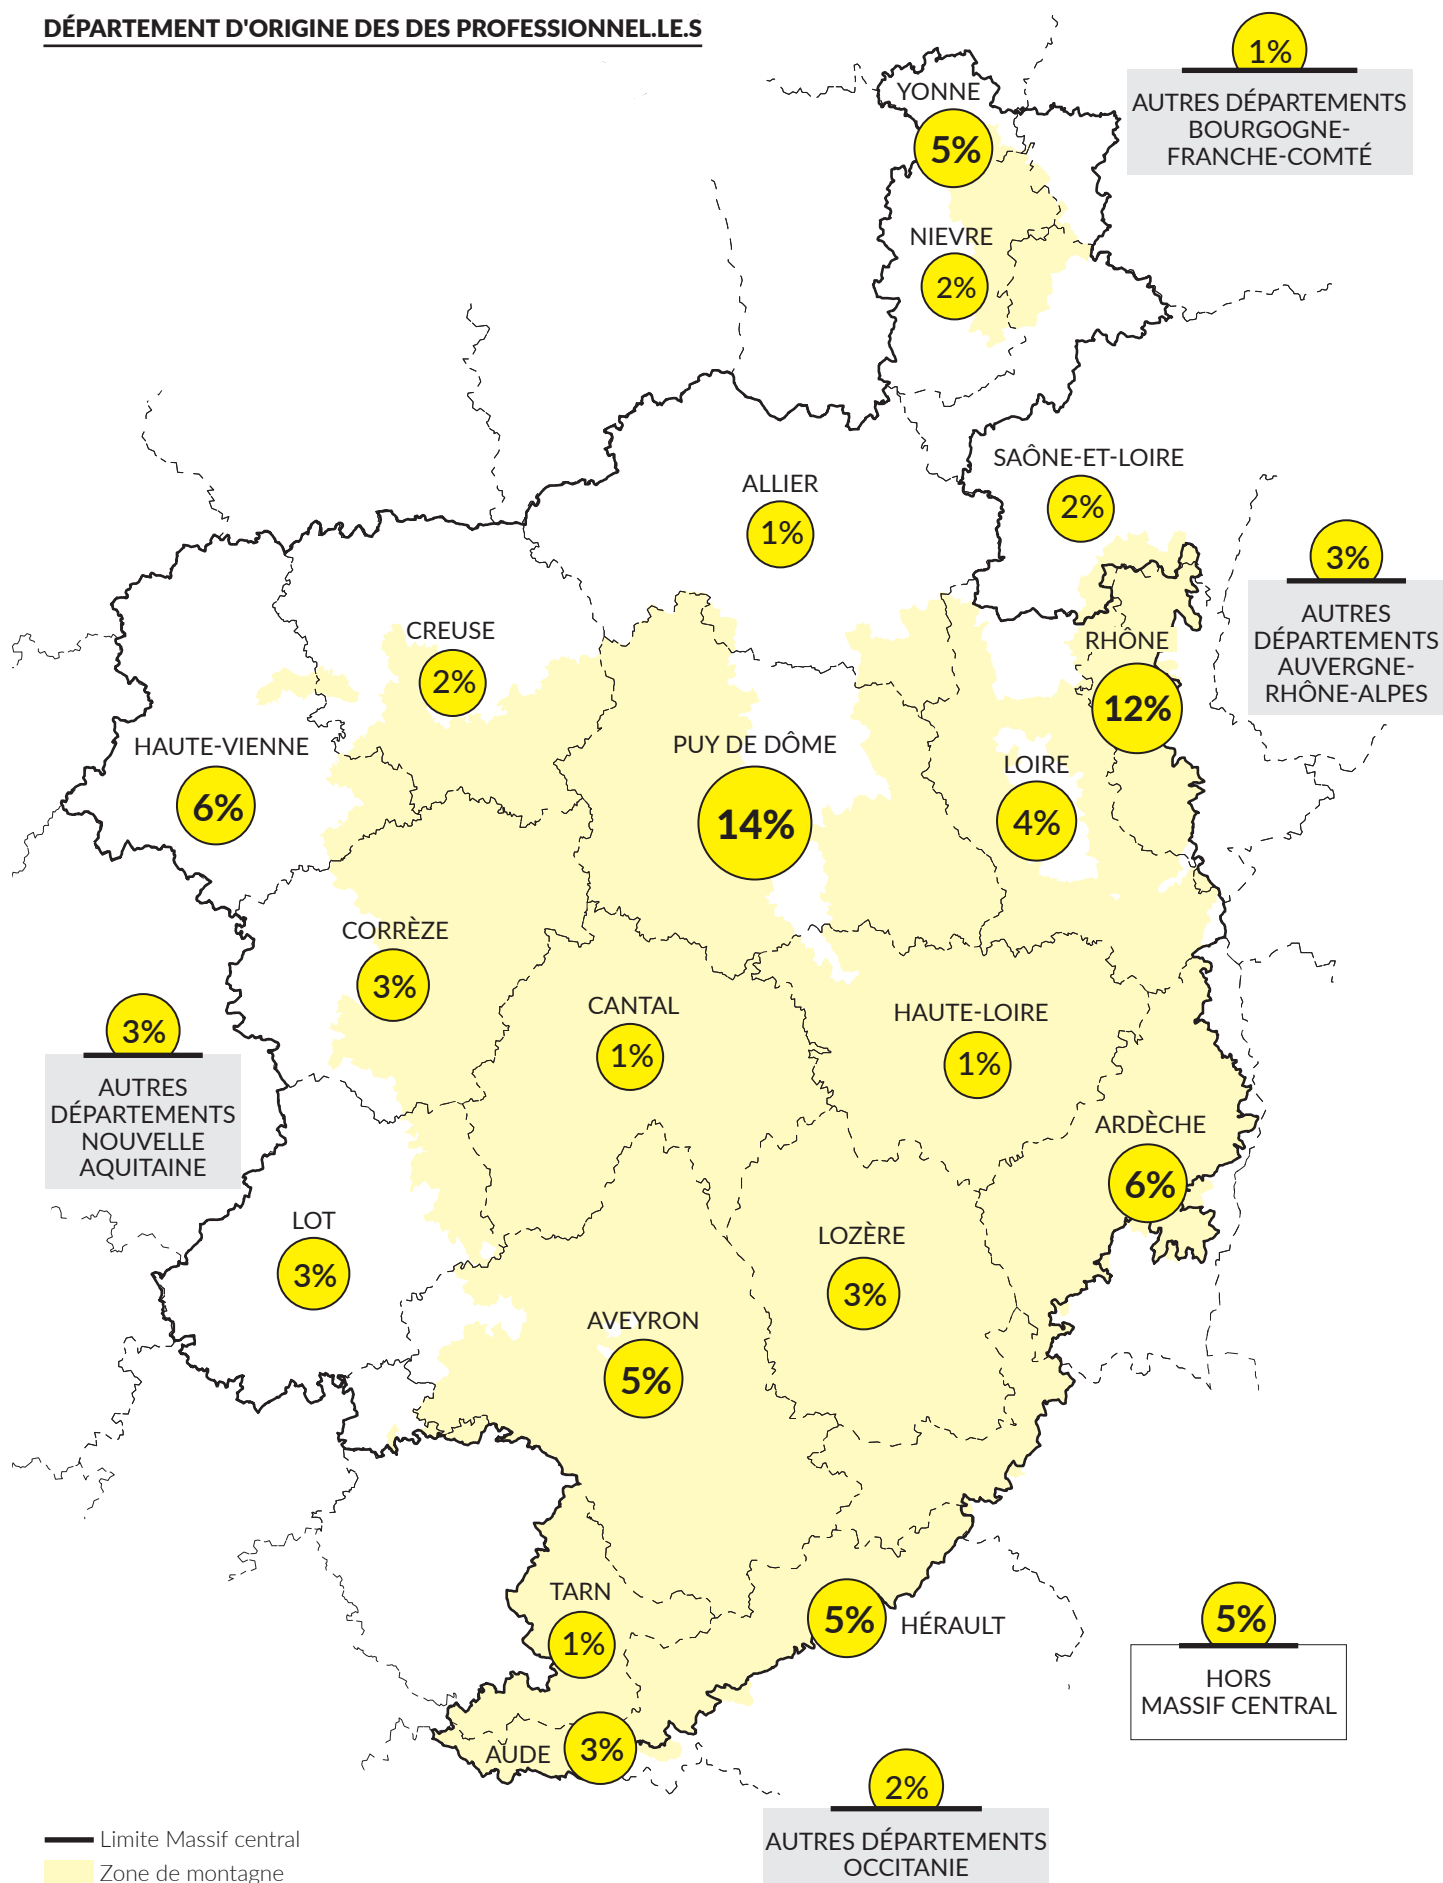 DÉPARTEMENT D'ORIGINE DES DES PROFESSIONNEL.LE.S
1%
AUTRES DÉPARTEMENTS
BOURGOGNE-
FRANCHE-COMTÉ
YONNE
5%
NIEVRE
2%
SAÔNE-ET-LOIRE
2%
ALLIER
1%
3%
AUTRES
DÉPARTEMENTS
AUVERGNE-
RHÔNE-ALPES
CREUSE
2%
RHÔNE
12%
HAUTE-VIENNE
6%
PUY DE DÔME
14%
LOIRE
4%
CORRÈZE
3%
CANTAL
1%
HAUTE-LOIRE
1%
3%
AUTRES
DÉPARTEMENTS
NOUVELLE
AQUITAINE
ARDÈCHE
6%
LOT
3%
LOZÈRE
3%
AVEYRON
5%
TARN
1%
5%
HÉRAULT
5%
HORS
MASSIF CENTRAL
AUDE
3%
2%
AUTRES DÉPARTEMENTS
OCCITANIE
Limite Massif central
Zone de montagne